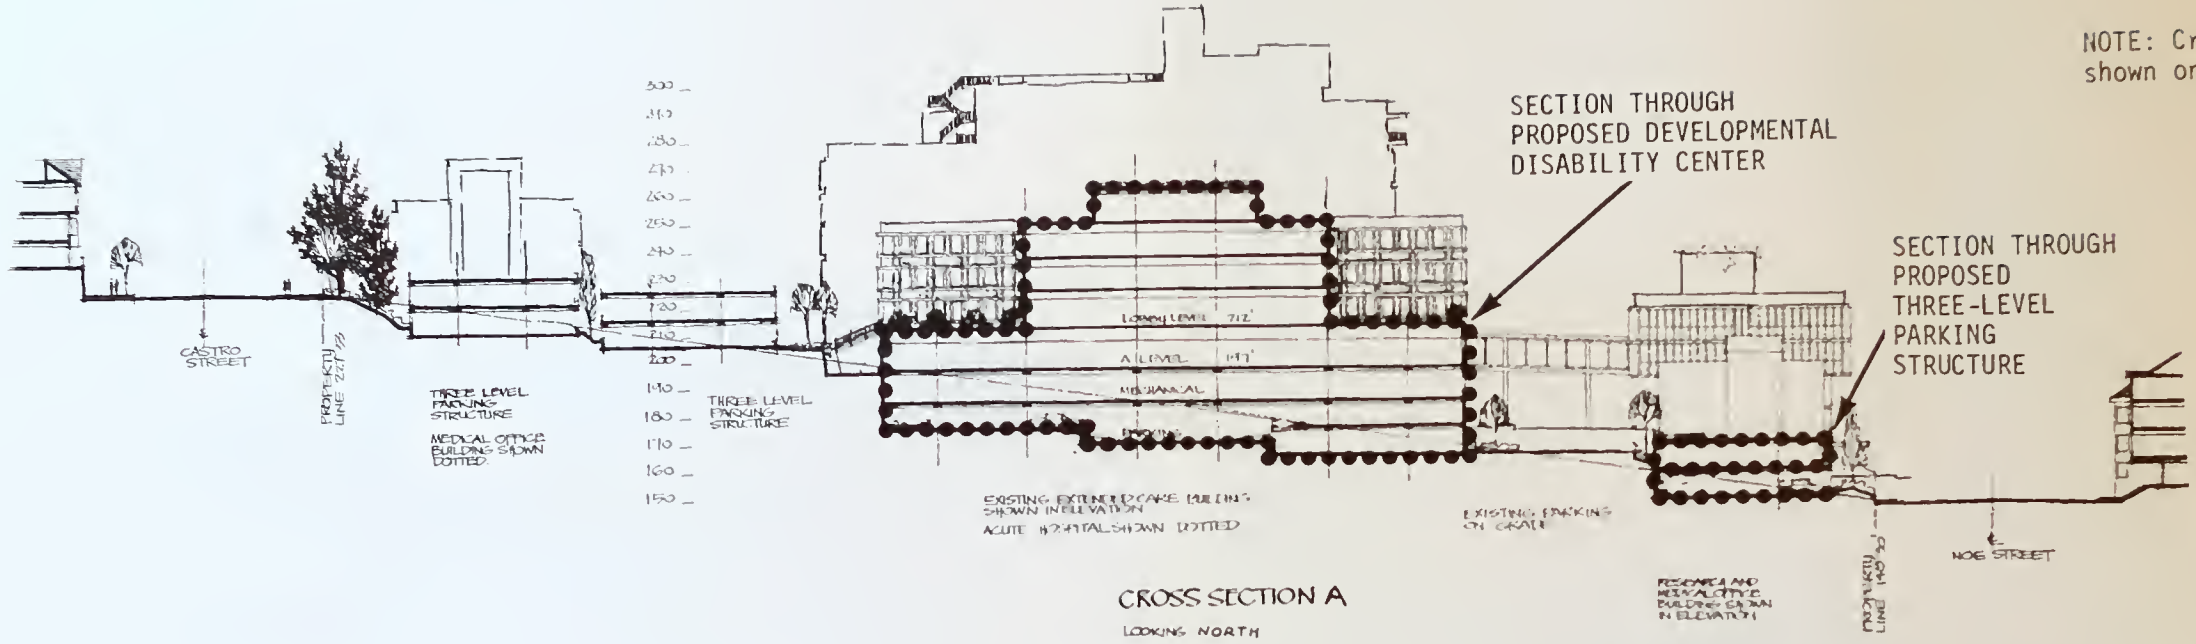 NOTE: Cr
shown or
SECTION THROUGH
PROPOSED DEVELOPMENTAL
DISABILITY CENTER
SECTION THROUGH
PROPOSED
THREE-LEVEL
PARKING
STRUCTURE
300
290
280
270
260
250
240
230
220
210
200
190
180
170
160
150
CASTRO
STREET
PROPERTY
LINE
THREE LEVEL
PARKING
STRUCTURE
MEDICAL OFFICE
BUILDING SHOWN
DOTTED.
THREE LEVEL
PARKING
STRUCTURE
LOBBY LEVEL 212'
A LEVEL 197'
MECHANICAL
PARKING
EXISTING EXTENDED CARE BUILDING
SHOWN IN ELEVATION
ACUTE HOSPITAL SHOWN DOTTED
EXISTING PARKING
ON GRADE
RESEARCH AND
MEDICAL OFFICE
BUILDING SHOWN
IN ELEVATION
PROPERTY
LINE
NOE STREET
CROSS SECTION A
LOOKING NORTH